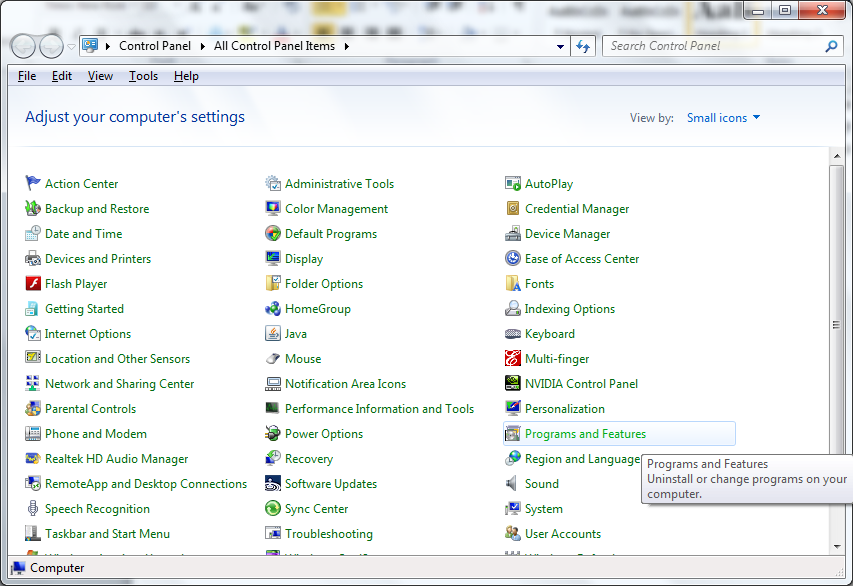 Control Panel
All Control Panel Items
Search Control Panel
File Edit View Tools Help
Adjust your computer's settings
View by: Small icons
Action Center
Administrative Tools
AutoPlay
Backup and Restore
Color Management
Credential Manager
Date and Time
Default Programs
Device Manager
Devices and Printers
Display
Ease of Access Center
Flash Player
Folder Options
Fonts
Getting Started
HomeGroup
Indexing Options
Internet Options
Java
Keyboard
Location and Other Sensors
Mouse
Multi-finger
Network and Sharing Center
Notification Area Icons
NVIDIA Control Panel
Parental Controls
Performance Information and Tools
Personalization
Phone and Modem
Power Options
Programs and Features
Realtek HD Audio Manager
Recovery
Region and Language
Programs and Features
Uninstall or change programs on your
computer.
RemoteApp and Desktop Connections
Software Updates
Sound
Speech Recognition
Sync Center
System
Taskbar and Start Menu
Troubleshooting
User Accounts
Computer